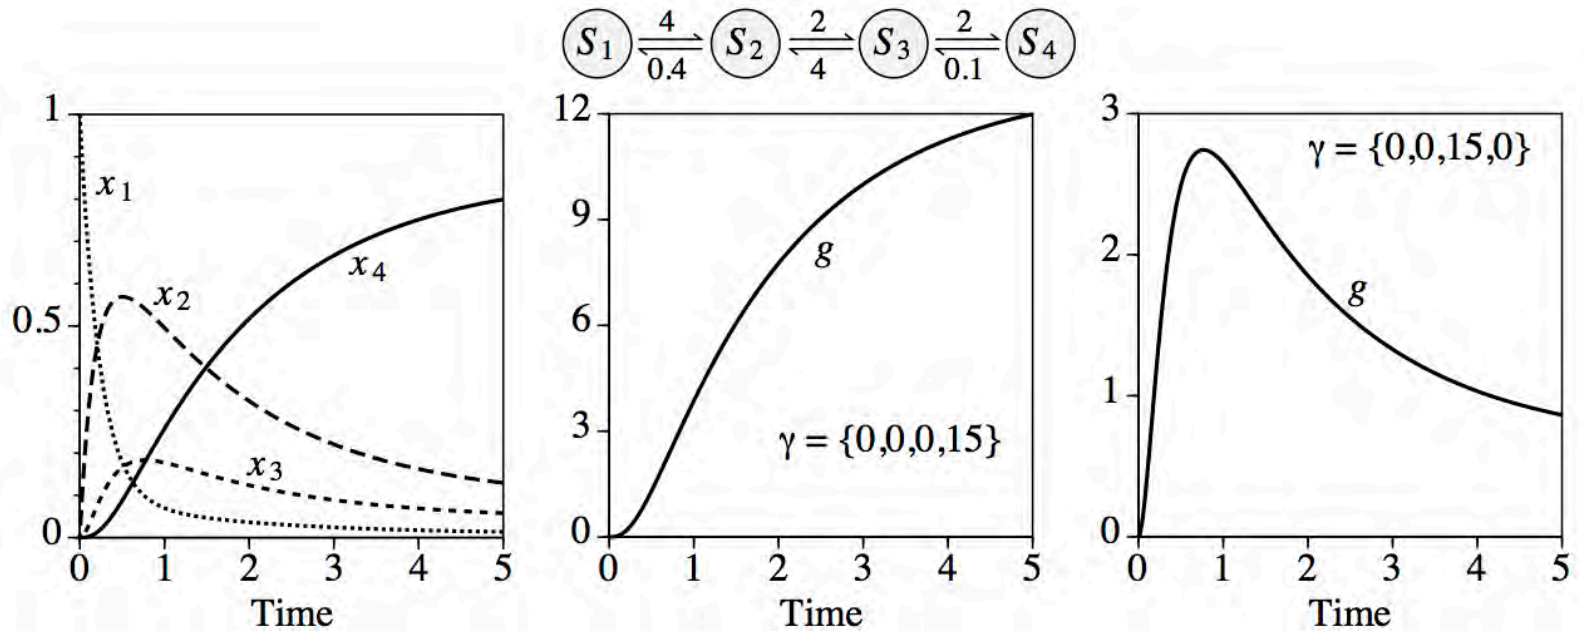 S1 4 S2 2 S3 2 S4
0.4 4 0.1
1
0.5
0
x1
x2
x3
x4
0 1 2 3 4 5
Time
12
9
6
3
0
g
γ = {0,0,0,15}
0 1 2 3 4 5
Time
3
2
1
0
γ = {0,0,15,0}
g
0 1 2 3 4 5
Time